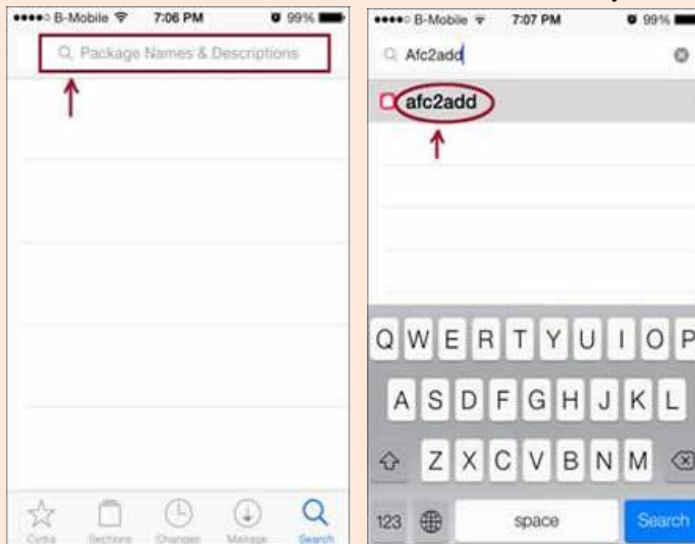 B-Mobile 7:06 PM 99%
Package Names & Descriptions
Cydia Sections Changes Manage Search
B-Mobile 7:07 PM 99%
Afc2add
afc2add
Q W E R T Y U I O P
A S D F G H J K L
Z X C V B N M
123 space Search